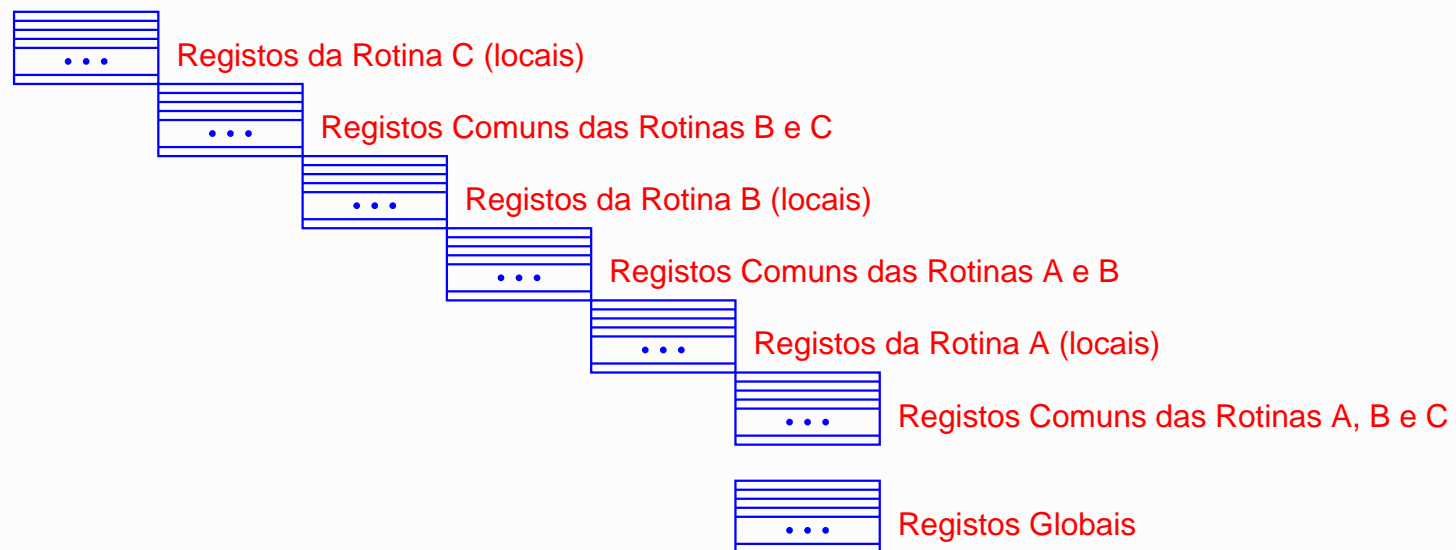 Registos da Rotina C (locais)
Registos Comuns das Rotinas B e C
Registos da Rotina B (locais)
Registos Comuns das Rotinas A e B
Registos da Rotina A (locais)
Registos Comuns das Rotinas A, B e C
Registos Globais